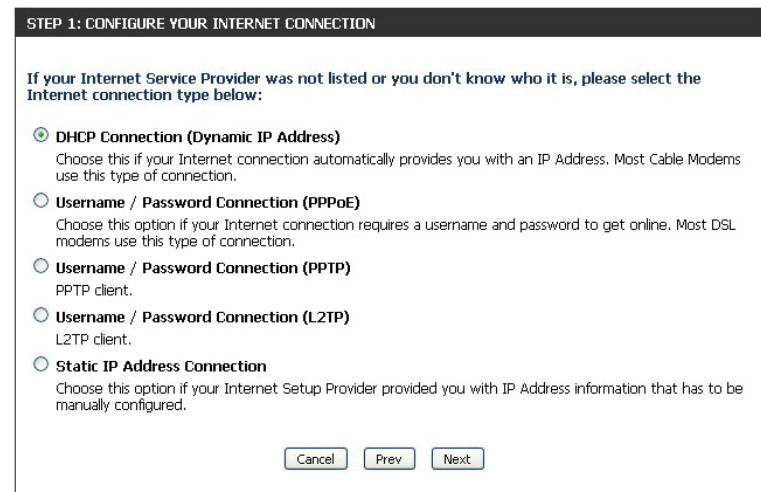 STEP 1: CONFIGURE YOUR INTERNET CONNECTION
If your Internet Service Provider was not listed or you don't know who it is, please select the
Internet connection type below:
DHCP Connection (Dynamic IP Address)
Choose this if your Internet connection automatically provides you with an IP Address. Most Cable Modems
use this type of connection.
Username / Password Connection (PPPoE)
Choose this option if your Internet connection requires a username and password to get online. Most DSL
modems use this type of connection.
Username / Password Connection (PPTP)
PPTP client.
Username / Password Connection (L2TP)
L2TP client.
Static IP Address Connection
Choose this option if your Internet Setup Provider provided you with IP Address information that has to be
manually configured.
Cancel Prev Next